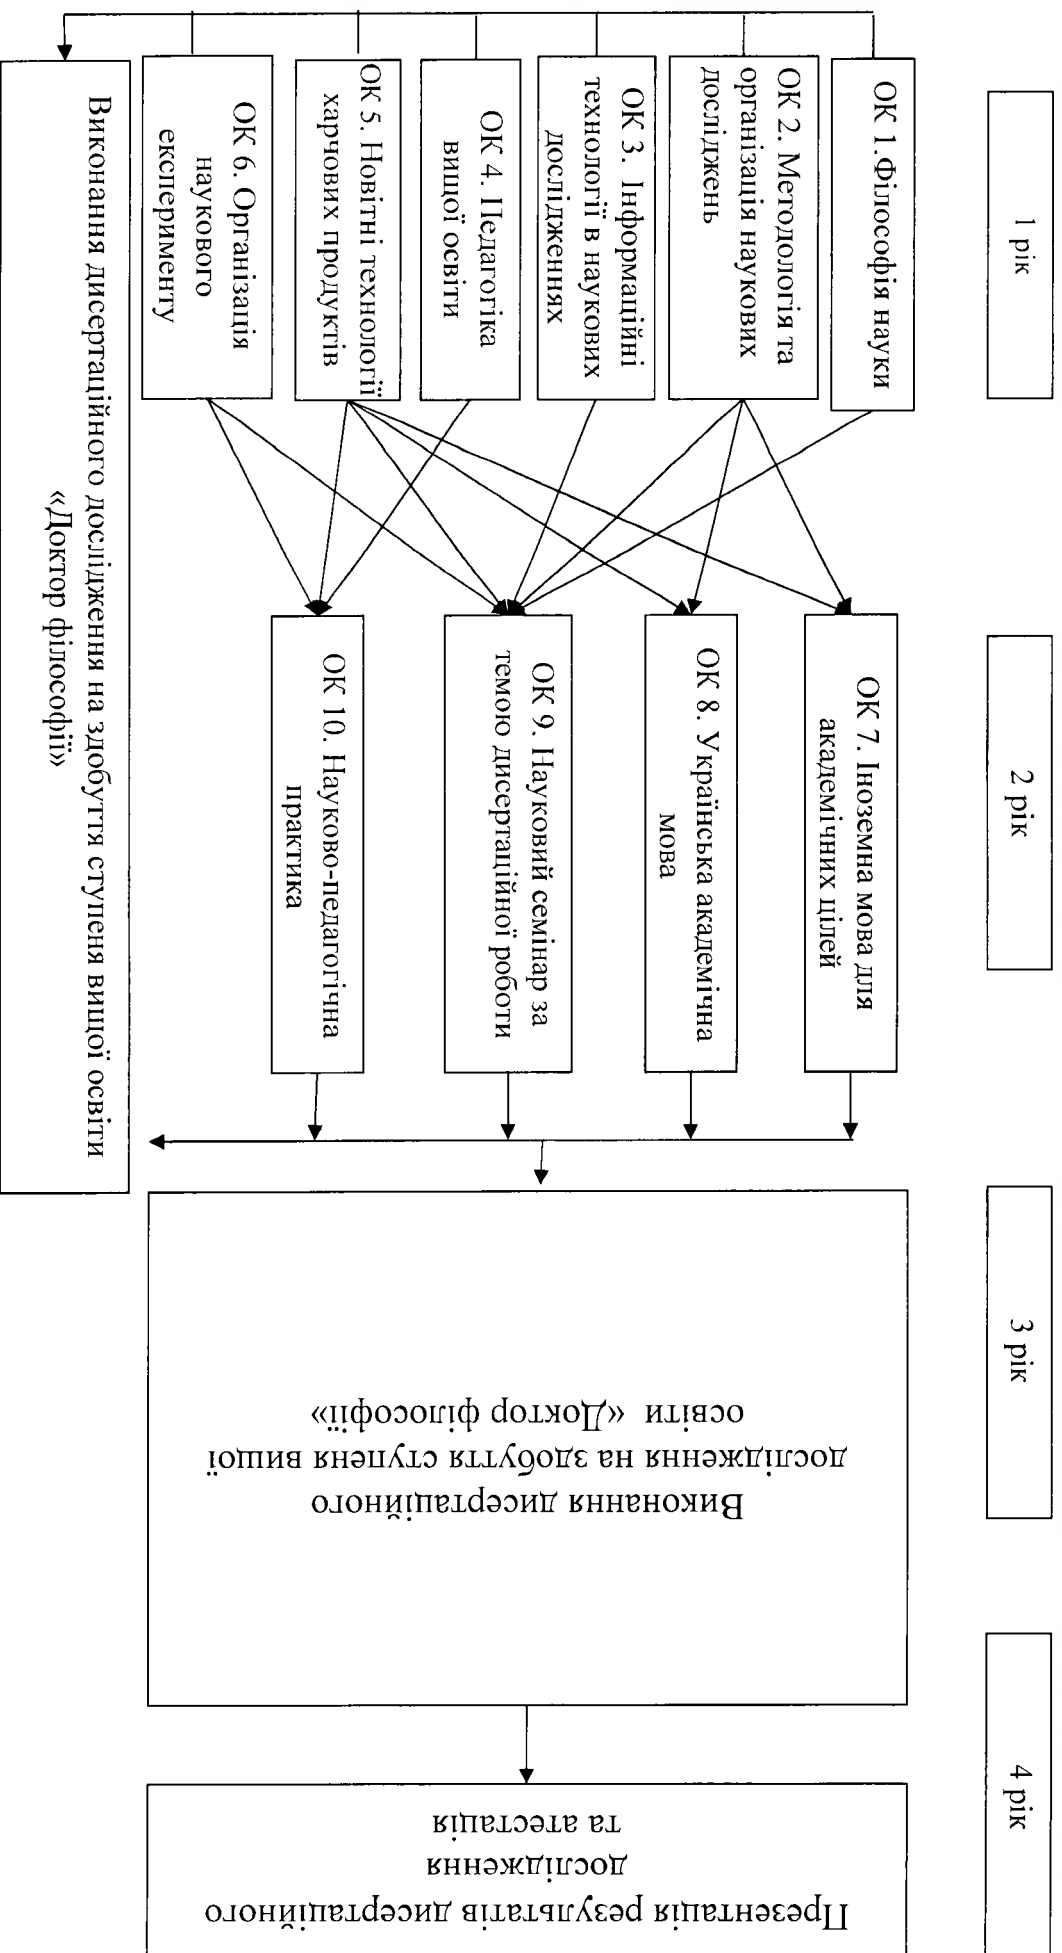 1 рік
2 рік
3 рік
4 рік
ОК 1.Філософія науки
ОК 2. Методологія та
організація наукових
досліджень
ОК 3. Інформаційні
технології в наукових
дослідженнях
ОК 4. Педагогіка
вищої освіти
ОК 5. Новітні технології
харчових продуктів
ОК 6. Організація
наукового
експерименту
ОК 7. Іноземна мова для
академічних цілей
ОК 8. Українська академічна
мова
ОК 9. Науковий семінар за
темою дисертаційної роботи
ОК 10. Науково-педагогічна
практика
Виконання дисертаційного
дослідження на здобуття ступеня вищої
освіти «Доктор філософії»
Презентація результатів дисертаційного
дослідження
та атестація
Виконання дисертаційного дослідження на здобуття ступеня вищої освіти
«Доктор філософії»